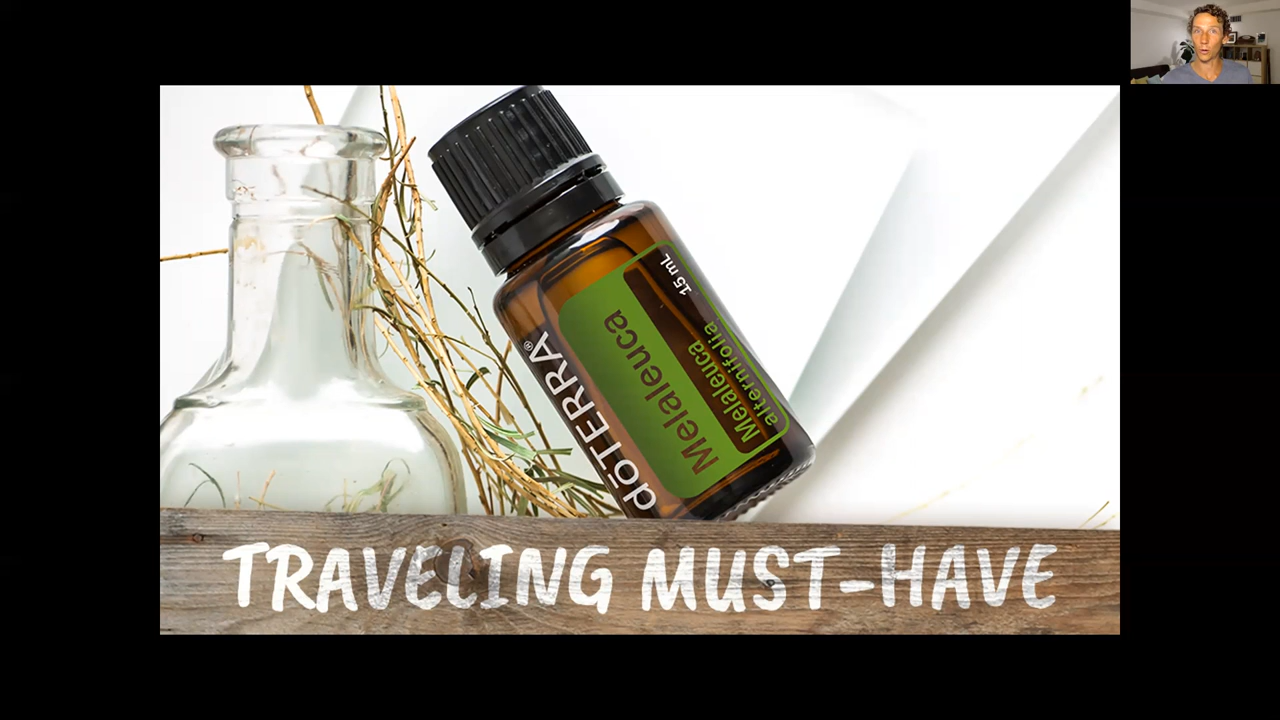 dōTERRA®
Melaleuca
Melaleuca
alternifolia
15 mL
TRAVELING MUST-HAVE